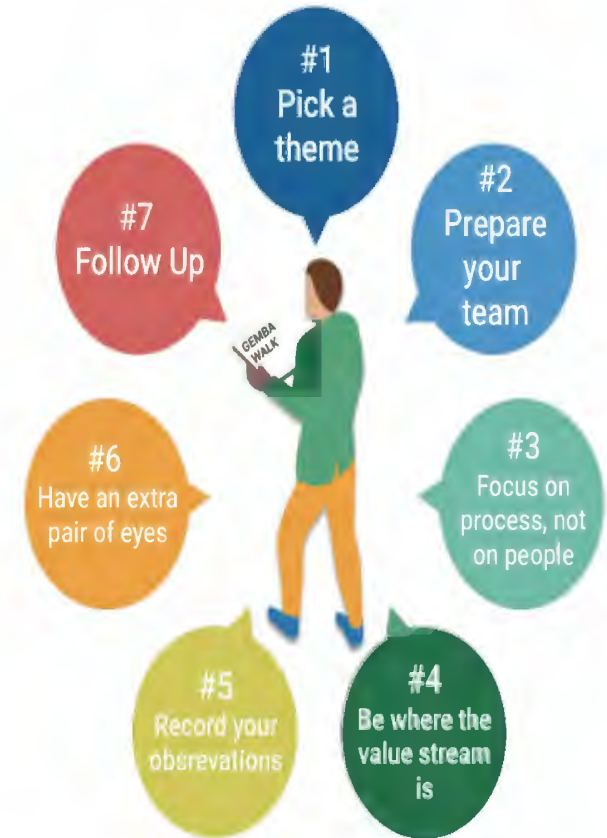 #1
Pick a
theme
#2
Prepare
your
team
#3
Focus on
process, not
on people
#4
Be where the
value stream
is
#5
Record your
obsrevations
#6
Have an extra
pair of eyes
#7
Follow Up
GEMBA
WALK